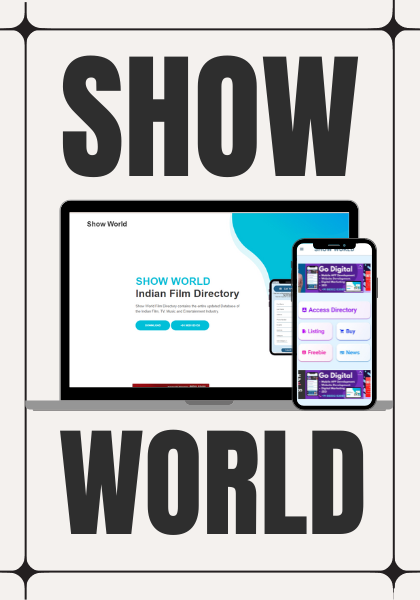 SHOW
Show World
SHOW WORLD
Indian Film Directory
Show World Film Directory contains the entire updated Database of
the Indian Film, TV, Music and Entertainment Industry.
DOWNLOAD
SHOW WORLD
Go Digital
Access Directory
Listing
Buy
Freebie
News
Go Digital
WORLD